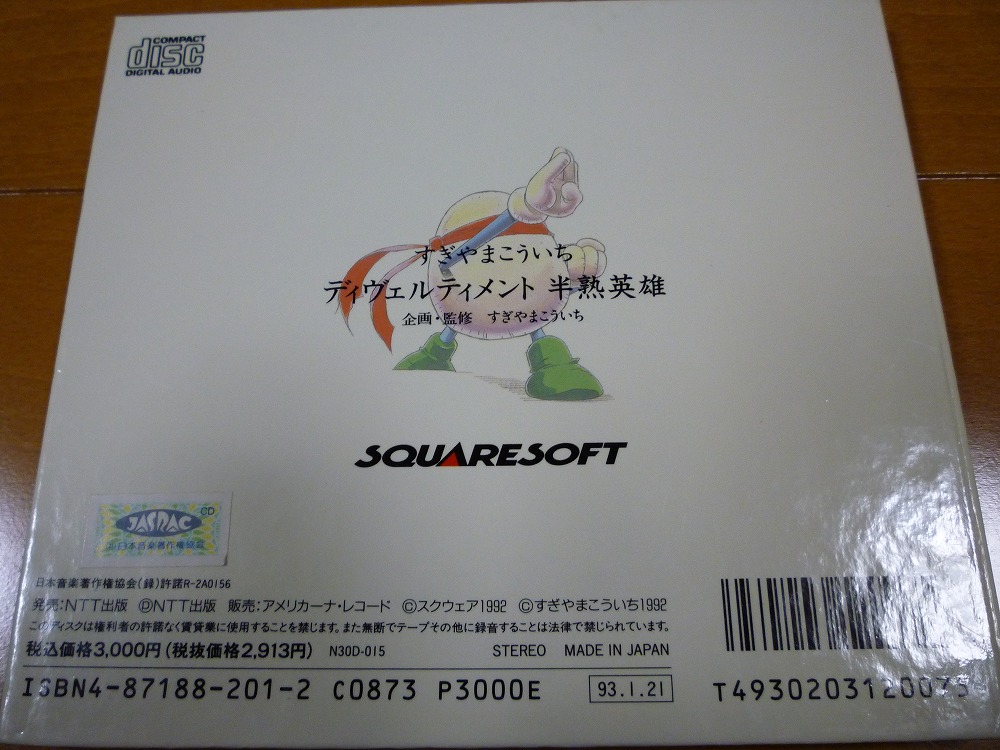 COMPACT
disc
DIGITAL AUDIO
すぎやまこういち
ディヴェルティメント 半熟英雄
企画・監修 すぎやまこういち
SQUARESOFT
JASRAC CD
日本音楽著作権協会
日本音楽著作権協会(録)許諾R-2A0156
発売:NTT出版 ⓅNTT出版 販売:アメリカーナ・レコード ©スクウェア1992 ©すぎやまこういち1992
このディスクは権利者の許諾なく賃貸業に使用することを禁じます。また無断でテープその他に録音することは法律で禁じられています。
税込価格3,000円(税抜価格2,913円) N30D-015 STEREO MADE IN JAPAN
ISBN4-87188-201-2 C0873 P3000E 93.1.21 T4930203120073